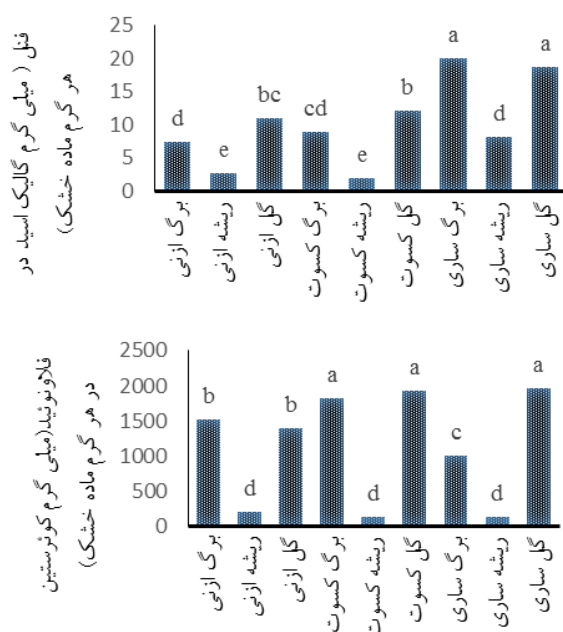 فنل ( میلی گرم گالیک اسید در
هر گرم ماده خشک)
25
20
15
10
5
0
d
e
bc
cd
e
b
a
d
a
برگ ازنی
ریشه ازنی
گل ازنی
برگ کسوت
ریشه کسوت
گل کسوت
برگ ساری
ریشه ساری
گل ساری
فلاونوئید(میلی گرم کوئرستین
در هر گرم ماده خشک)
2500
2000
1500
1000
500
0
b
d
b
a
d
a
c
d
a
برگ ازنی
ریشه ازنی
گل ازنی
برگ کسوت
ریشه کسوت
گل کسوت
برگ ساری
ریشه ساری
گل ساری